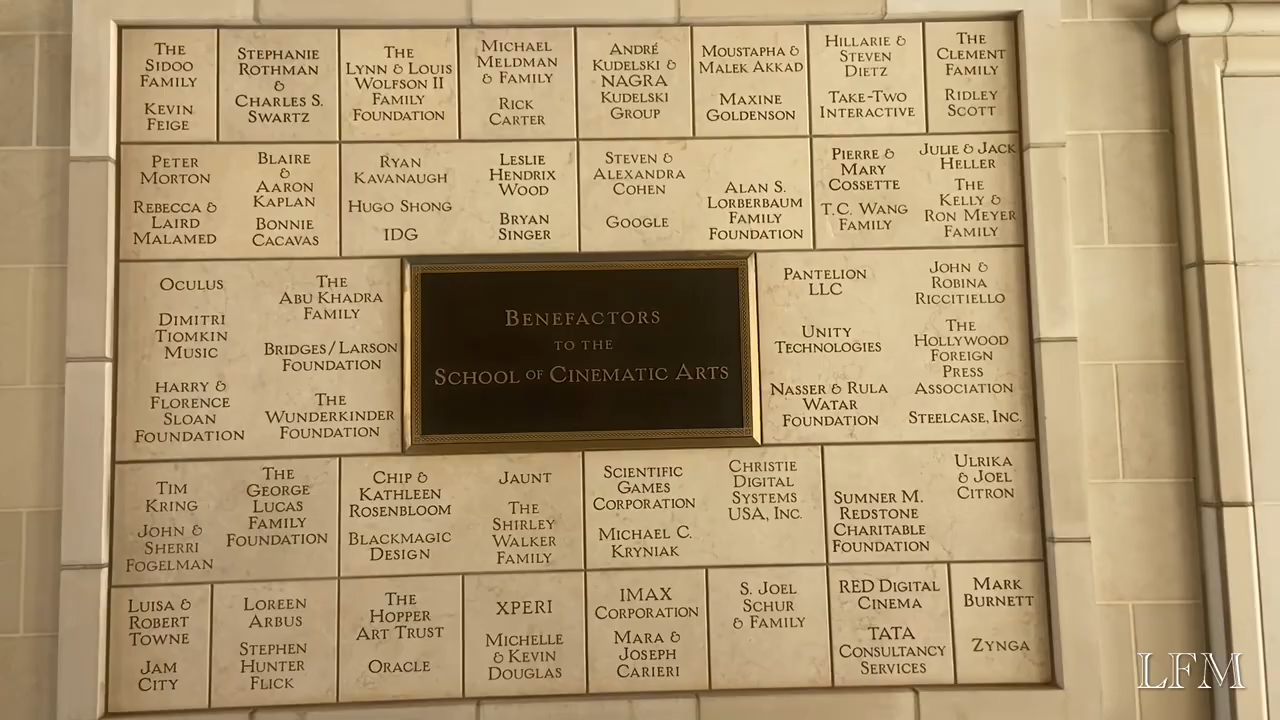 THE
SIDOO
FAMILY
KEVIN
FEIGE
STEPHANIE
ROTHMAN
&
CHARLES S.
SWARTZ
THE
LYNN & LOUIS
WOLFSON II
FAMILY
FOUNDATION
MICHAEL
MELDMAN
& FAMILY
RICK
CARTER
ANDRÉ
KUDELSKI &
NAGRA
KUDELSKI
GROUP
MOUSTAPHA &
MALEK AKKAD
MAXINE
GOLDENSON
HILLARIE &
STEVEN
DIETZ
TAKE-TWO
INTERACTIVE
THE
CLEMENT
FAMILY
RIDLEY
SCOTT
PETER
MORTON
REBECCA &
LAIRD
MALAMED
BLAIRE
&
AARON
KAPLAN
BONNIE
CACAVAS
RYAN
KAVANAUGH
HUGO SHONG
IDG
LESLIE
HENDRIX
WOOD
BRYAN
SINGER
STEVEN &
ALEXANDRA
COHEN
GOOGLE
ALAN S.
LORBERBAUM
FAMILY
FOUNDATION
PIERRE &
MARY
COSSETTE
T.C. WANG
FAMILY
JULIE & JACK
HELLER
THE
KELLY &
RON MEYER
FAMILY
OCULUS
DIMITRI
TIOMKIN
MUSIC
HARRY &
FLORENCE
SLOAN
FOUNDATION
THE
ABU KHADRA
FAMILY
BRIDGES/LARSON
FOUNDATION
THE
WUNDERKINDER
FOUNDATION
BENEFACTORS
TO THE
SCHOOL OF CINEMATIC ARTS
PANTELION
LLC
UNITY
TECHNOLOGIES
NASSER & RULA
WATAR
FOUNDATION
JOHN &
ROBINA
RICCITIELLO
THE
HOLLYWOOD
FOREIGN
PRESS
ASSOCIATION
STEELCASE, INC.
TIM
KRING
JOHN &
SHERRI
FOGELMAN
THE
GEORGE
LUCAS
FAMILY
FOUNDATION
CHIP &
KATHLEEN
ROSENBLOOM
BLACKMAGIC
DESIGN
JAUNT
THE
SHIRLEY
WALKER
FAMILY
SCIENTIFIC
GAMES
CORPORATION
MICHAEL C.
KRYNIAK
CHRISTIE
DIGITAL
SYSTEMS
USA, INC.
SUMNER M.
REDSTONE
CHARITABLE
FOUNDATION
ULRIKA
& JOEL
CITRON
LUISA &
ROBERT
TOWNE
JAM
CITY
LOREEN
ARBUS
STEPHEN
HUNTER
FLICK
THE
HOPPER
ART TRUST
ORACLE
XPERI
MICHELLE
& KEVIN
DOUGLAS
IMAX
CORPORATION
MARA &
JOSEPH
CARIERI
S. JOEL
SCHUR
& FAMILY
RED DIGITAL
CINEMA
TATA
CONSULTANCY
SERVICES
MARK
BURNETT
ZYNGA
LFM